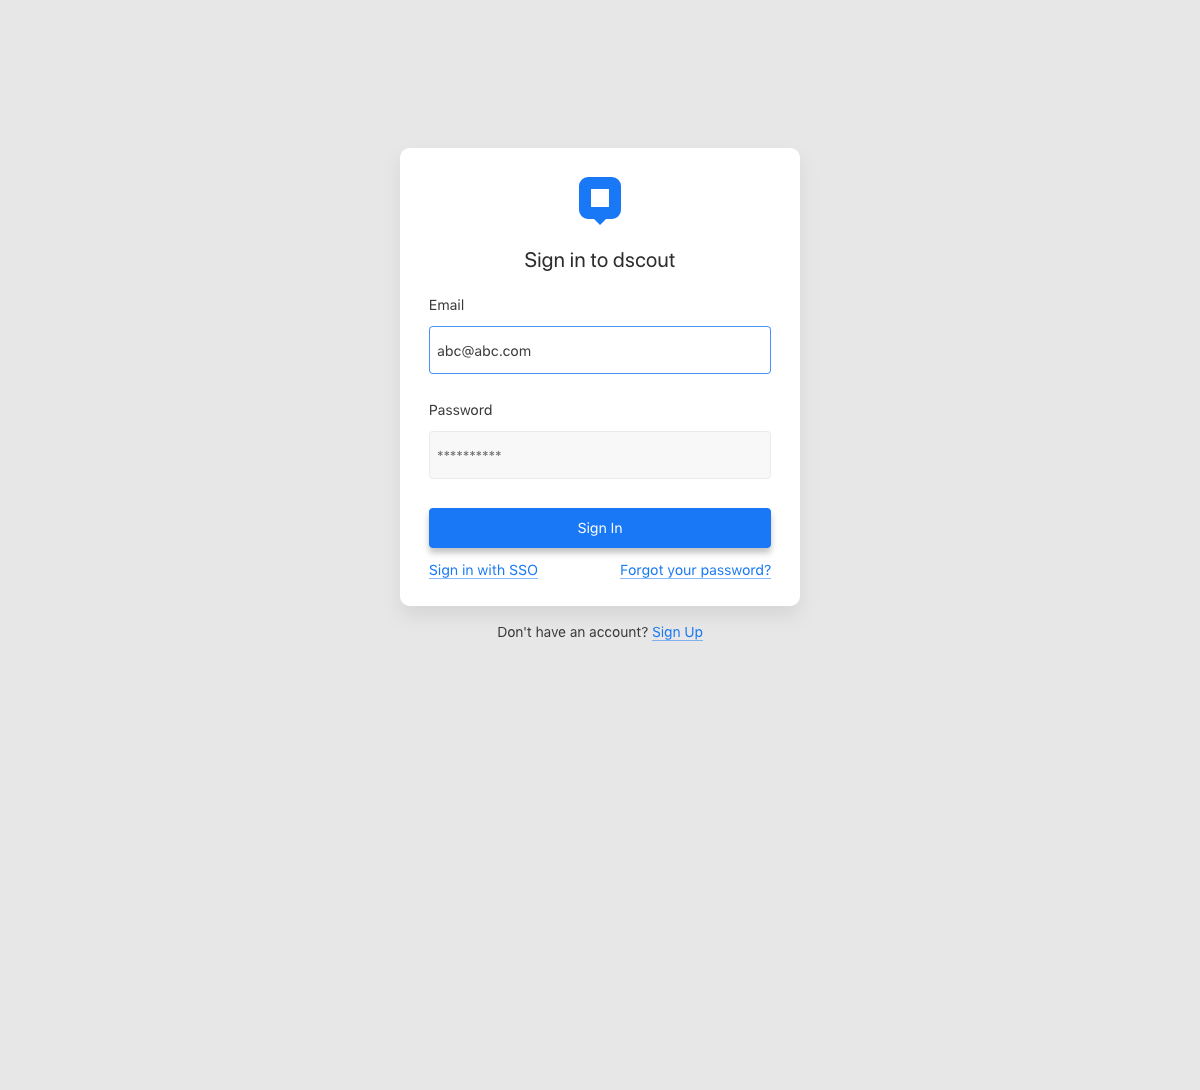 Sign in to dscout
Email
abc@abc.com
Password
**********
Sign In
Sign in with SSO
Forgot your password?
Don't have an account? Sign Up